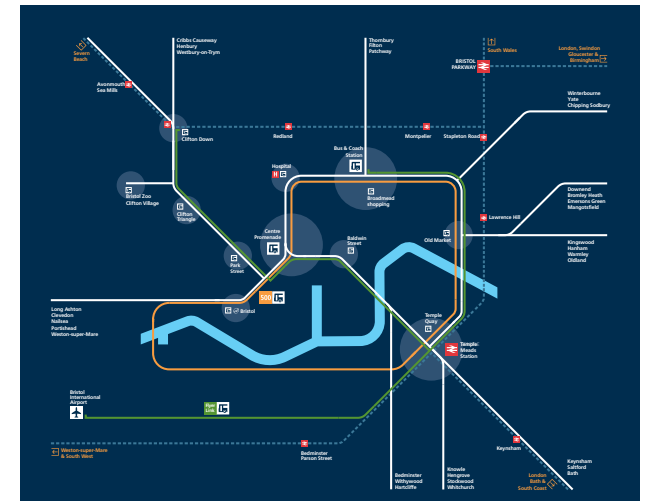 Cribbs Causeway
Henbury
Westbury-on-Trym
Thornbury
Filton
Patchway
Severn
Beach
South Wales
London, Swindon
Gloucester &
Birmingham
BRISTOL
PARKWAY
Avonmouth
Sea Mills
Winterbourne
Yate
Chipping Sodbury
Clifton Down
Redland
Montpelier
Stapleton Road
Bus & Coach
Station
Hospital
H
Bristol Zoo
Clifton Village
Broadmead
shopping
Downend
Bromley Heath
Emersons Green
Mangotsfield
Clifton
Triangle
Lawrence Hill
Centre
Promenade
Baldwin
Street
Old Market
Kingswood
Hanham
Warmley
Oldland
Park
Street
500
Long Ashton
Clevedon
Nailsea
Portishead
Weston-super-Mare
Bristol
Temple
Quay
Temple
Meads
Station
Bristol
International
Airport
Flyer
Link
Weston-super-Mare
& South West
Bedminster
Parson Street
Keynsham
Bedminster
Withywood
Hartcliffe
Knowle
Hengrove
Stockwood
Whitchurch
London
Bath &
South Coast
Keynsham
Saltford
Bath